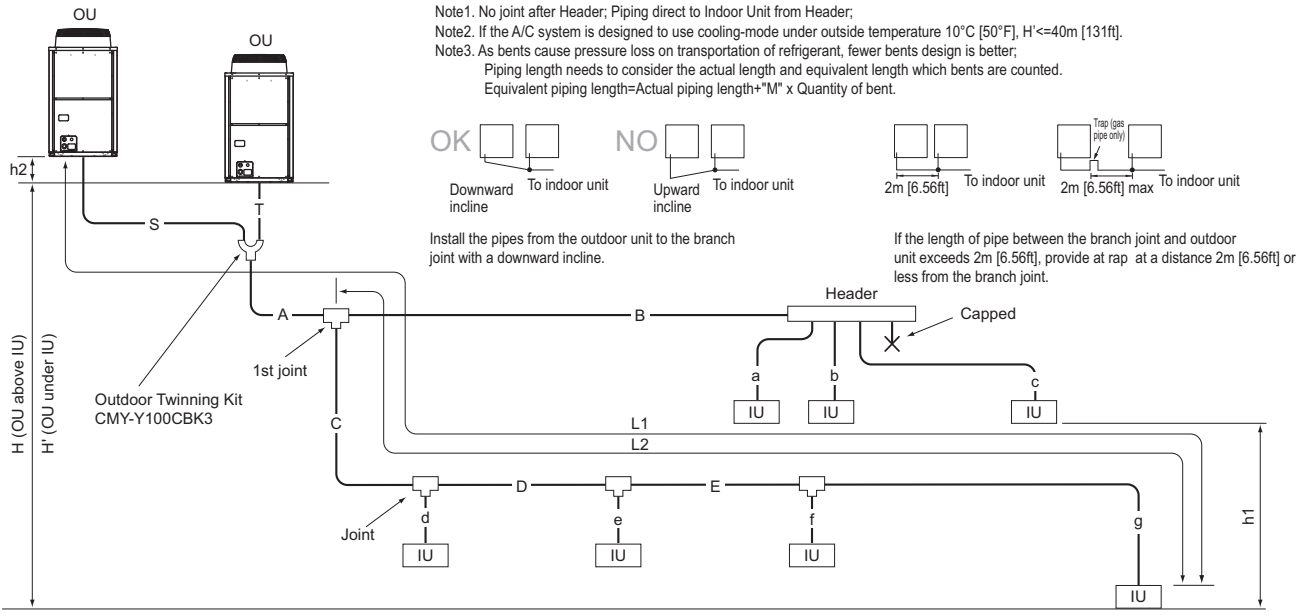 Note1. No joint after Header; Piping direct to Indoor Unit from Header;
Note2. If the A/C system is designed to use cooling-mode under outside temperature 10°C [50°F], H'<=40m [131ft].
Note3. As bents cause pressure loss on transportation of refrigerant, fewer bents design is better;
Piping length needs to consider the actual length and equivalent length which bents are counted.
Equivalent piping length=Actual piping length+"M" x Quantity of bent.
OU
OU
h2
OK
Downward
incline
To indoor unit
NO
Upward
incline
To indoor unit
2m [6.56ft]
To indoor unit
Trap (gas
pipe only)
2m [6.56ft] max
To indoor unit
Install the pipes from the outdoor unit to the branch
joint with a downward incline.
If the length of pipe between the branch joint and outdoor
unit exceeds 2m [6.56ft], provide at rap at a distance 2m [6.56ft] or
less from the branch joint.
S
T
A
B
Header
Capped
1st joint
a
b
c
IU
IU
IU
Outdoor Twinning Kit
CMY-Y100CBK3
H (OU above IU)
H' (OU under IU)
C
L1
L2
D
E
Joint
d
e
f
g
h1
IU
IU
IU
IU